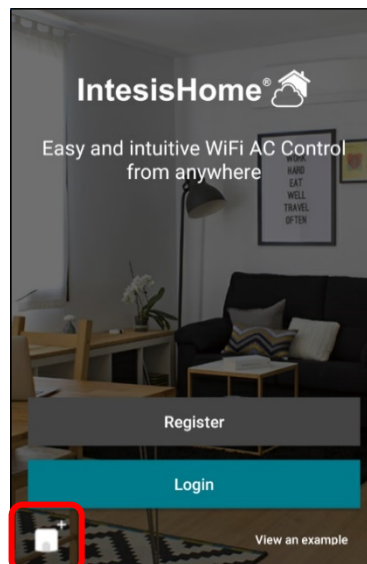 IntesisHome®
Easy and intuitive WiFi AC Control
from anywhere
WORK
HARD
EAT
WELL
TRAVEL
OFTEN
Register
Login
View an example